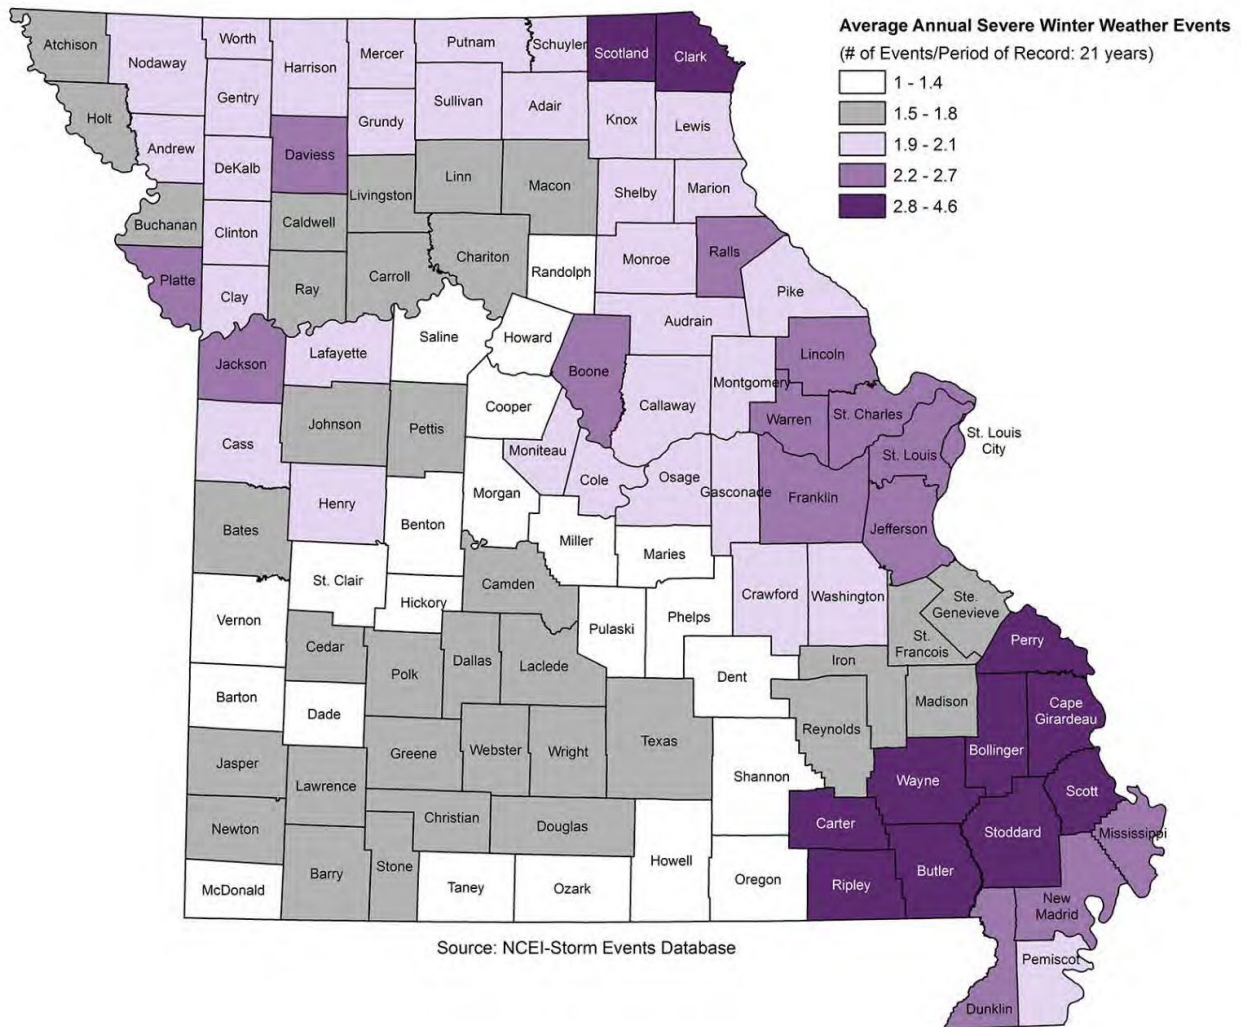 Average Annual Severe Winter Weather Events
(# of Events/Period of Record: 21 years)
1 - 1.4
1.5 - 1.8
1.9 - 2.1
2.2 - 2.7
2.8 - 4.6
Atchison
Nodaway
Worth
Harrison
Mercer
Putnam
Schuyler
Scotland
Clark
Holt
Gentry
Grundy
Sullivan
Adair
Knox
Lewis
Andrew
DeKalb
Daviess
Livingston
Linn
Macon
Shelby
Marion
Buchanan
Clinton
Caldwell
Chariton
Randolph
Monroe
Ralls
Platte
Clay
Ray
Carroll
Pike
Jackson
Lafayette
Saline
Howard
Boone
Audrain
Lincoln
Cooper
Callaway
Montgomery
Warren
St. Charles
Cass
Johnson
Pettis
Moniteau
Cole
Osage
Gasconade
Franklin
St. Louis
St. Louis
City
Bates
Henry
Benton
Morgan
Miller
Maries
Jefferson
St. Clair
Hickory
Camden
Pulaski
Phelps
Crawford
Washington
Ste.
Genevieve
Vernon
Cedar
Polk
Dallas
Laclede
Dent
Iron
St.
Francois
Perry
Barton
Dade
Greene
Webster
Wright
Texas
Reynolds
Madison
Bollinger
Cape
Girardeau
Jasper
Lawrence
Shannon
Wayne
Scott
Newton
Christian
Douglas
Howell
Carter
Stoddard
Mississippi
McDonald
Barry
Stone
Taney
Ozark
Oregon
Ripley
Butler
New
Madrid
Pemiscot
Dunklin
Source: NCEI-Storm Events Database